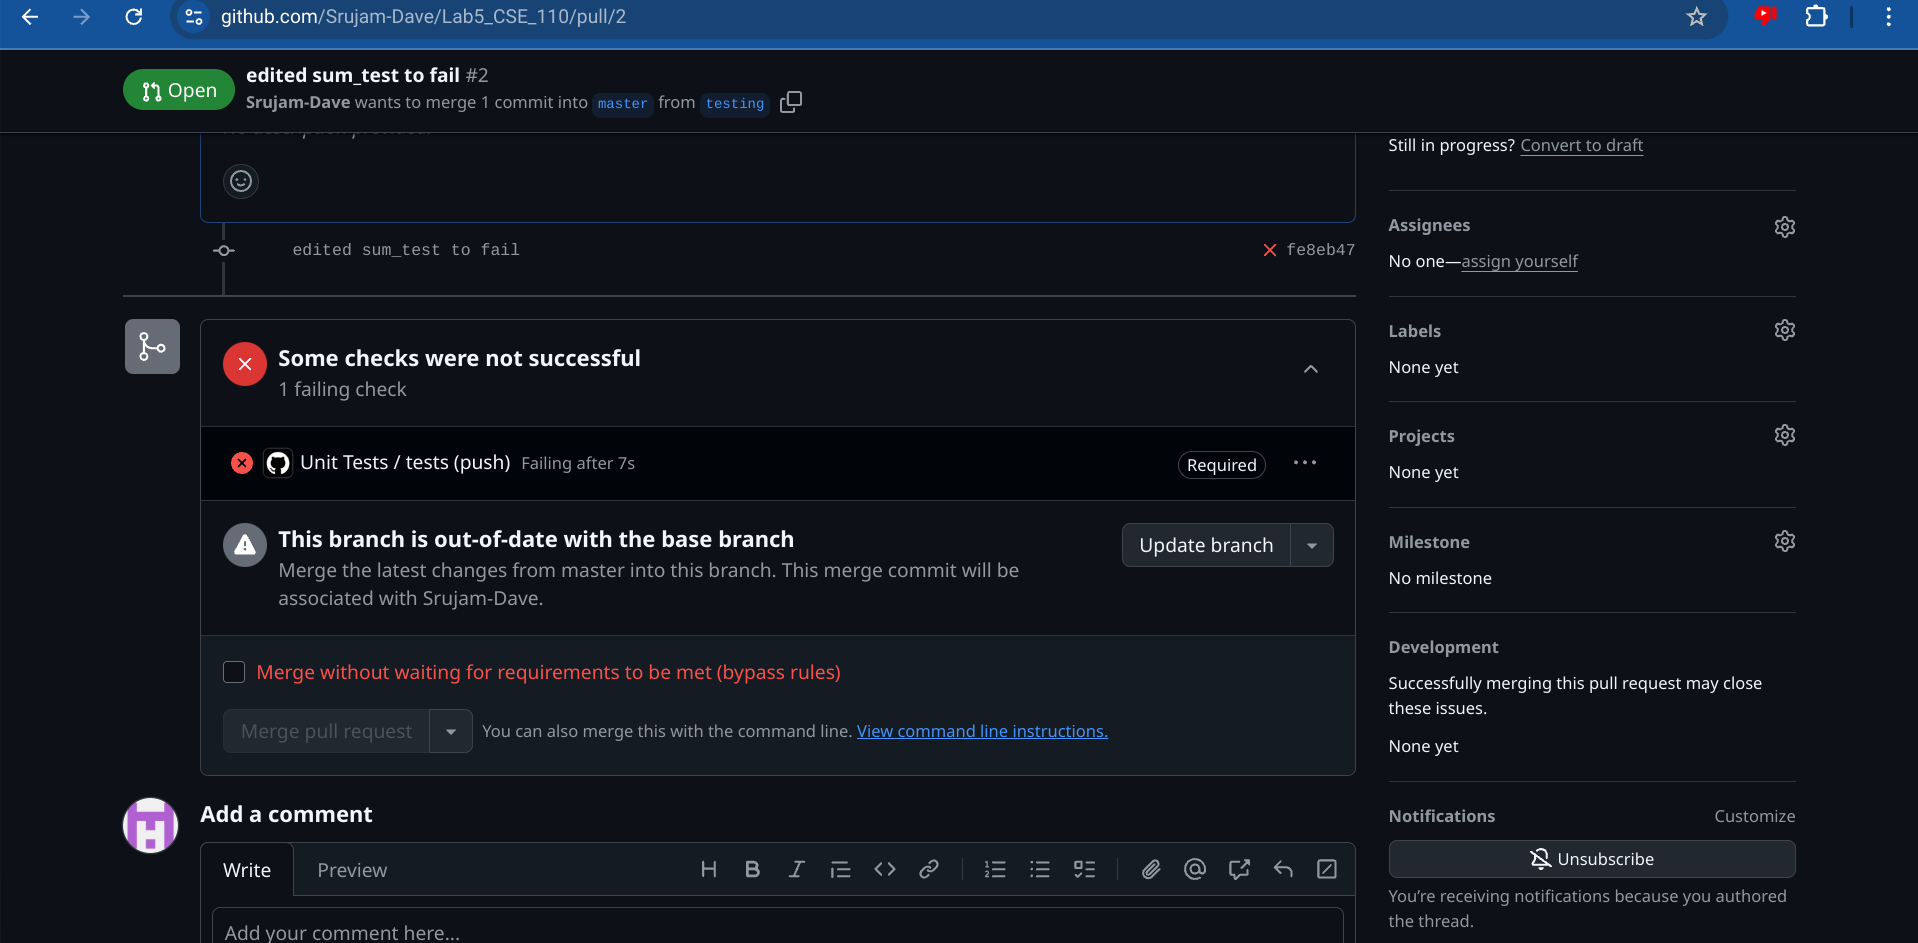 github.com/Srujam-Dave/Lab5_CSE_110/pull/2
Open
edited sum_test to fail #2
Srujam-Dave wants to merge 1 commit into master from testing
Still in progress? Convert to draft
edited sum_test to fail
fe8eb47
Some checks were not successful
1 failing check
Unit Tests / tests (push) Failing after 7s
Required
This branch is out-of-date with the base branch
Merge the latest changes from master into this branch. This merge commit will be
associated with Srujam-Dave.
Update branch
Merge without waiting for requirements to be met (bypass rules)
Merge pull request
You can also merge this with the command line. View command line instructions.
Add a comment
Write
Preview
Add your comment here...
Assignees
No one—assign yourself
Labels
None yet
Projects
None yet
Milestone
No milestone
Development
Successfully merging this pull request may close
these issues.
None yet
Notifications
Customize
Unsubscribe
You’re receiving notifications because you authored
the thread.